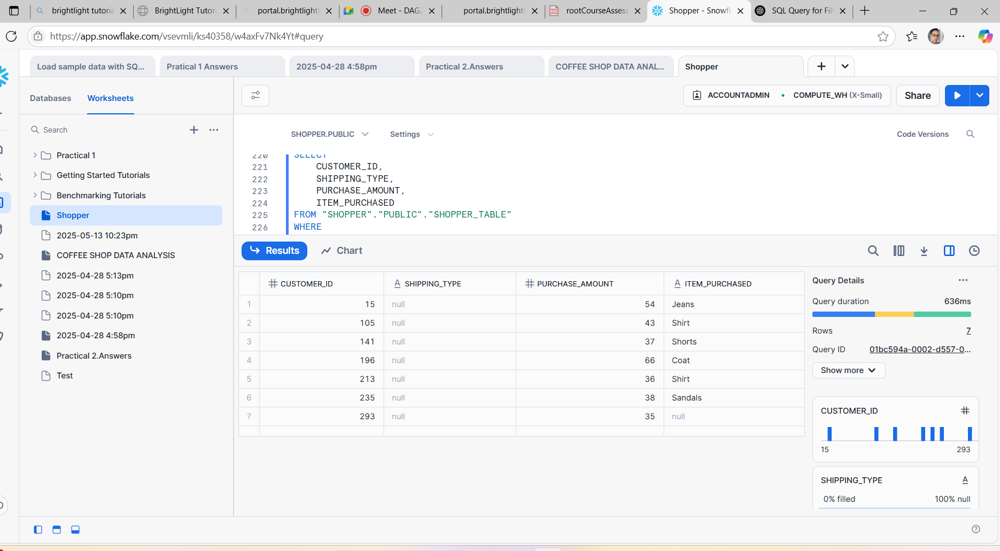 brightlight tutoria
BrightLight Tutori
portal.brightlightt
Meet - DAG2
portal.brightlightt
rootCourseAssess
Shopper - Snowfl
SQL Query for Fil
https://app.snowflake.com/vsevmli/ks40358/w4axFv7Nk4Yt#query
Load sample data with SQ...
Pratical 1 Answers
2025-04-28 4:58pm
Practical 2.Answers
COFFEE SHOP DATA ANAL...
Shopper
Databases
Worksheets
ACCOUNTADMIN
COMPUTE_WH (X-Small)
Share
Search
SHOPPER.PUBLIC
Settings
Code Versions
Practical 1
Getting Started Tutorials
Benchmarking Tutorials
Shopper
2025-05-13 10:23pm
COFFEE SHOP DATA ANALYSIS
2025-04-28 5:13pm
2025-04-28 5:10pm
2025-04-28 5:10pm
2025-04-28 4:58pm
Practical 2.Answers
Test
220 SELECT
221 CUSTOMER_ID,
222 SHIPPING_TYPE,
223 PURCHASE_AMOUNT,
224 ITEM_PURCHASED
225 FROM "SHOPPER"."PUBLIC"."SHOPPER_TABLE"
226 WHERE
Results
Chart
CUSTOMER_ID A SHIPPING_TYPE PURCHASE_AMOUNT A ITEM_PURCHASED
1 15 null 54 Jeans
2 105 null 43 Shirt
3 141 null 37 Shorts
4 196 null 66 Coat
5 213 null 36 Shirt
6 235 null 38 Sandals
7 293 null 35 null
Query Details
Query duration 636ms
Rows 7
Query ID 01bc594a-0002-d557-0...
Show more
CUSTOMER_ID
15 293
SHIPPING_TYPE A
0% filled 100% null